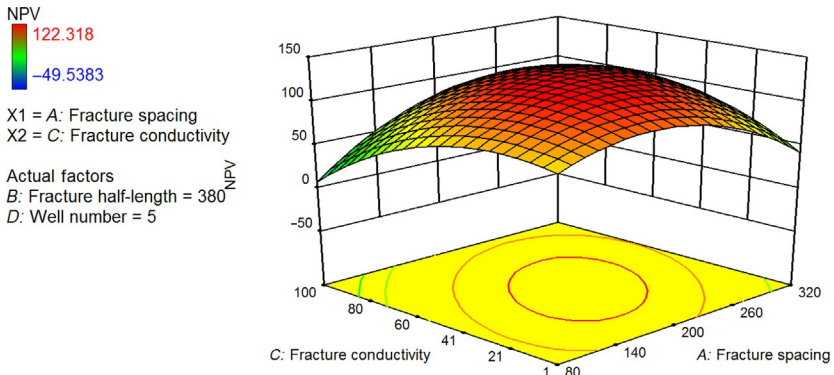 NPV
122.318
−49.5383
X1 = A: Fracture spacing
X2 = C: Fracture conductivity
Actual factors
B: Fracture half-length = 380
D: Well number = 5
NPV
150
100
50
0
−50
100
80
60
41
21
1
80
140
200
260
320
C: Fracture conductivity
A: Fracture spacing